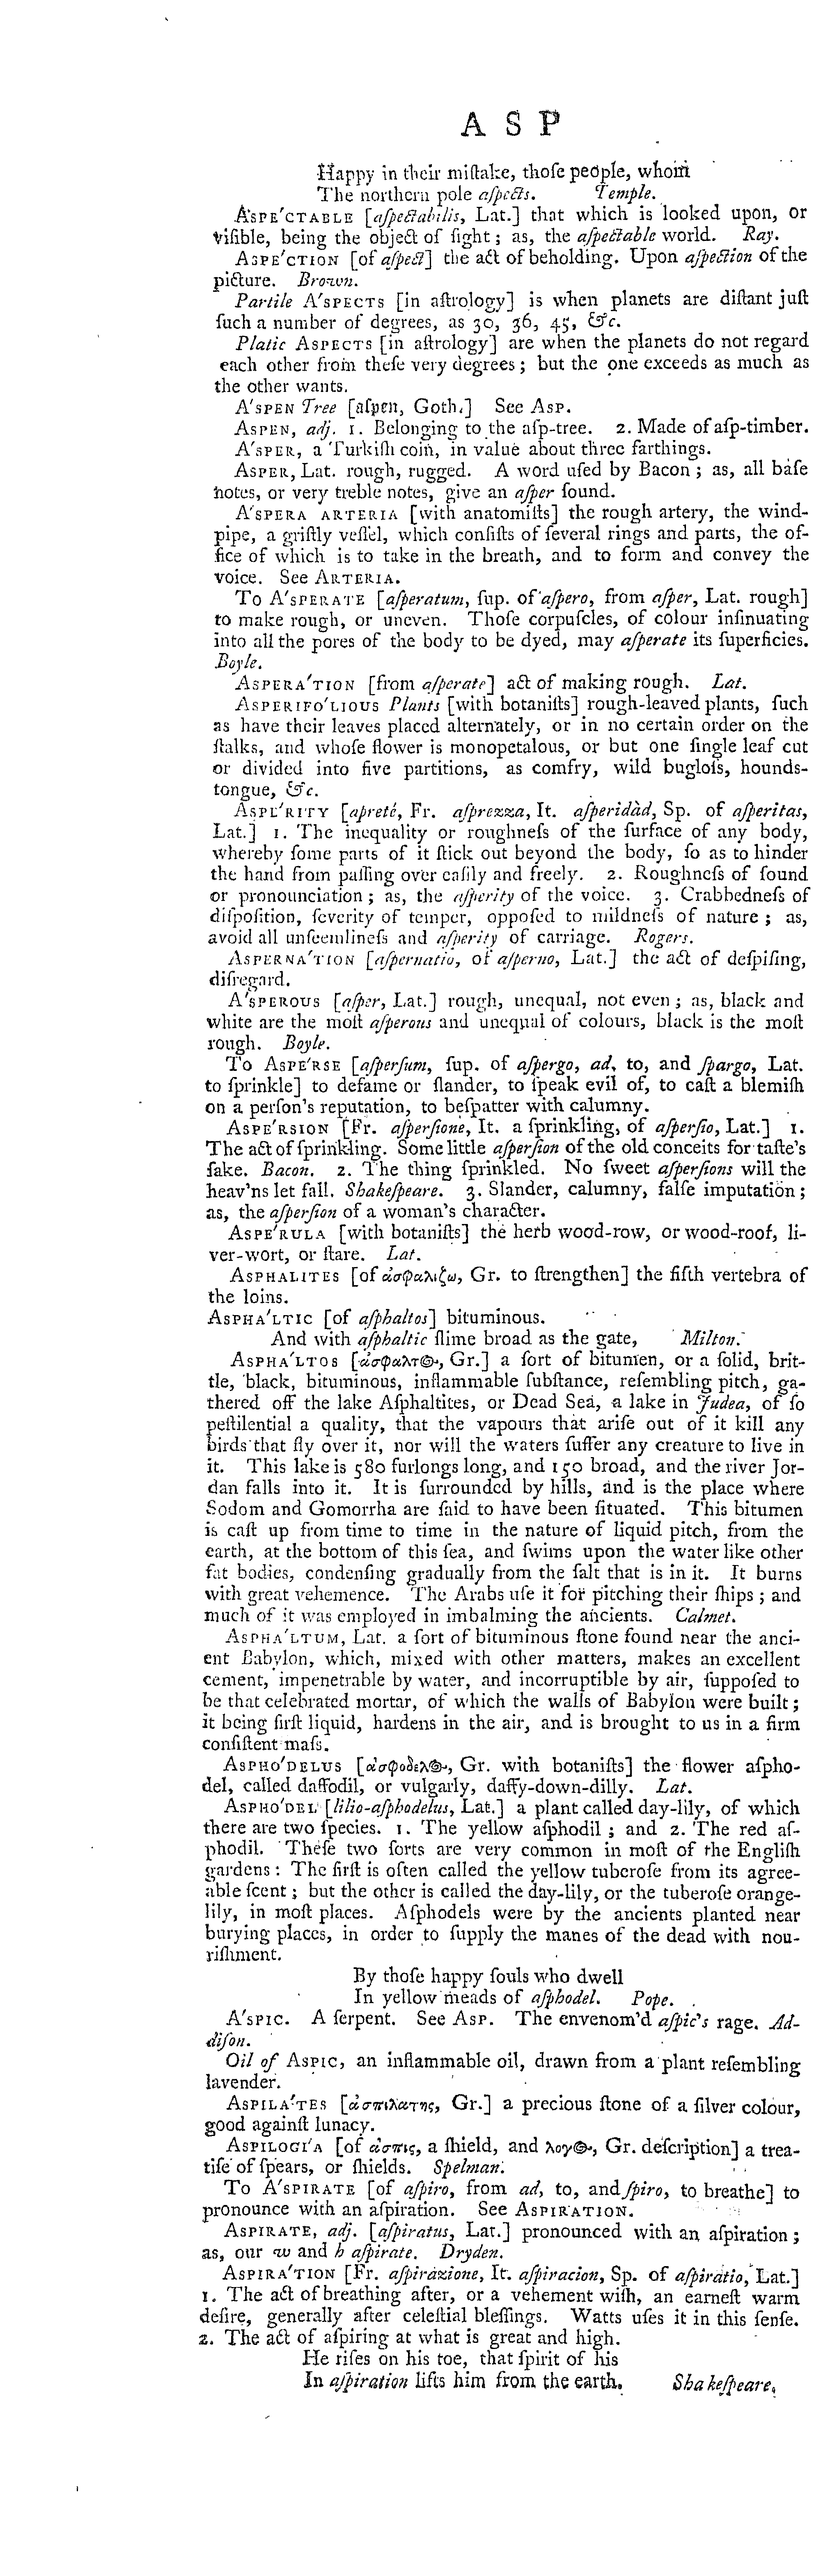 A S P
Happy in their miſtake, thoſe people, whom
The northern pole aſpects. Temple.
A'SPE'CTABLE [aſpectabilis, Lat.] that which is looked upon, or
viſible, being the object of ſight; as, the aſpectable world. Ray.
ASPE'CTION [of aſpect] the act of beholding. Upon aſpection of the
picture. Brown.
Partile A'SPECTS [in aſtrology] is when planets are diſtant juſt
ſuch a number of degrees, as 30, 36, 45, &c.
Platic ASPECTS [in aſtrology] are when the planets do not regard
each other from theſe very degrees; but the one exceeds as much as
the other wants.
A'SPEN Tree [aſpen, Goth.] See ASP.
ASPEN, adj. 1. Belonging to the aſp-tree. 2. Made of aſp-timber.
A'SPER, a Turkiſh coin, in value about three farthings.
ASPER, Lat. rough, rugged. A word uſed by Bacon; as, all baſe
notes, or very treble notes, give an aſper ſound.
A'SPERA ARTERIA [with anatomiſts] the rough artery, the wind-
pipe, a griſtly veſſel, which conſiſts of ſeveral rings and parts, the of-
fice of which is to take in the breath, and to form and convey the
voice. See ARTERIA.
To A'SPERATE [aſperatum, ſup. of aſpero, from aſper, Lat. rough]
to make rough, or uneven. Thoſe corpuſcles, of colour inſinuating
into all the pores of the body to be dyed, may aſperate its ſuperficies.
Boyle.
ASPERA'TION [from aſperate] act of making rough. Lat.
ASPERIFO'LIOUS Plants [with botaniſts] rough-leaved plants, ſuch
as have their leaves placed alternately, or in no certain order on the
ſtalks, and whoſe flower is monopetalous, or but one ſingle leaf cut
or divided into five partitions, as comfry, wild bugloſs, hounds-
tongue, &c.
ASPE'RITY [apreté, Fr. aſprezza, It. aſperidàd, Sp. of aſperitas,
Lat.] 1. The inequality or roughneſs of the ſurface of any body,
whereby ſome parts of it ſtick out beyond the body, ſo as to hinder
the hand from paſſing over eaſily and freely. 2. Roughneſs of ſound
or pronounciation; as, the aſperity of the voice. 3. Crabbedneſs of
diſpoſition, ſeverity of temper, oppoſed to mildneſs of nature; as,
avoid all unſeemlineſs and aſperity of carriage. Rogers.
ASPERNA'TION [aſpernatio, of aſperno, Lat.] the act of deſpiſing,
diſregard.
A'SPEROUS [aſper, Lat.] rough, unequal, not even; as, black and
white are the moſt aſperous and unequal of colours, black is the moſt
rough. Boyle.
To ASPE'RSE [aſperſum, ſup. of aſpergo, ad, to, and ſpargo, Lat.
to ſprinkle] to defame or ſlander, to ſpeak evil of, to caſt a blemiſh
on a perſon's reputation, to beſpatter with calumny.
ASPE'RSION [Fr. aſperſione, It. a ſprinkling, of aſperſio, Lat.] 1.
The act of ſprinkling. Some little aſperſion of the old conceits for taſte's
ſake. Bacon. 2. The thing ſprinkled. No ſweet aſperſions will the
heav'ns let fall. Shakeſpeare. 3. Slander, calumny, falſe imputation;
as, the aſperſion of a woman's character.
ASPE'RULA [with botaniſts] the herb wood-row, or wood-roof, li-
ver-wort, or ſtare. Lat.
ASPHALITES [of ἀσφαλιζω, Gr. to ſtrengthen] the fifth vertebra of
the loins.
ASPHA'LTIC [of aſphaltos] bituminous.
And with aſphaltic ſlime broad as the gate, Milton.
ASPHA'LTOS [ἀσφαλτ☉, Gr.] a ſort of bitumen, or a ſolid, brit-
tle, black, bituminous, inflammable ſubſtance, reſembling pitch, ga-
thered off the lake Aſphaltites, or Dead Sea, a lake in Judea, of ſo
peſtilential a quality, that the vapours that ariſe out of it kill any
birds that fly over it, nor will the waters ſuffer any creature to live in
it. This lake is 580 furlongs long, and 150 broad, and the river Jor-
dan falls into it. It is ſurrounded by hills, and is the place where
Sodom and Gomorrha are ſaid to have been ſituated. This bitumen
is caſt up from time to time in the nature of liquid pitch, from the
earth, at the bottom of this ſea, and ſwims upon the water like other
fat bodies, condenſing gradually from the ſalt that is in it. It burns
with great vehemence. The Arabs uſe it for pitching their ſhips; and
much of it was employed in imbalming the ancients. Calmet.
ASPHA'LTUM, Lat. a ſort of bituminous ſtone found near the anci-
ent Babylon, which, mixed with other matters, makes an excellent
cement, impenetrable by water, and incorruptible by air, ſuppoſed to
be that celebrated mortar, of which the walls of Babylon were built;
it being firſt liquid, hardens in the air, and is brought to us in a firm
conſiſtent maſs.
ASPHO'DELUS [ἀσφοδελ☉, Gr. with botaniſts] the flower aſpho-
del, called daffodil, or vulgarly, daffy-down-dilly. Lat.
ASPHO'DEL [lilio-aſphodelus, Lat.] a plant called day-lily, of which
there are two ſpecies. 1. The yellow aſphodil; and 2. The red aſ-
phodil. Theſe two ſorts are very common in moſt of the Engliſh
gardens: The firſt is often called the yellow tuberoſe from its agree-
able ſcent; but the other is called the day-lily, or the tuberoſe orange-
lily, in moſt places. Aſphodels were by the ancients planted near
burying places, in order to ſupply the manes of the dead with nou-
riſhment.
By thoſe happy ſouls who dwell
In yellow meads of aſphodel. Pope.
A'SPIC. A ſerpent. See ASP. The envenom'd aſpic's rage. Ad-
diſon.
Oil of ASPIC, an inflammable oil, drawn from a plant reſembling
lavender.
ASPILA'TES [ἀσπιλατης, Gr.] a precious ſtone of a ſilver colour,
good againſt lunacy.
ASPILOGI'A [of ἀσπις, a ſhield, and λογ☉, Gr. deſcription] a trea-
tiſe of ſpears, or ſhields. Spelman.
To A'SPIRATE [of aſpiro, from ad, to, and ſpiro, to breathe] to
pronounce with an aſpiration. See ASPIRATION.
ASPIRATE, adj. [aſpiratus, Lat.] pronounced with an aſpiration;
as, our w and h aſpirate. Dryden.
ASPIRA'TION [Fr. aſpirazione, It. aſpiracion, Sp. of aſpiratio, Lat.]
1. The act of breathing after, or a vehement wiſh, an earneſt warm
deſire, generally after celeſtial bleſſings. Watts uſes it in this ſenſe.
2. The act of aſpiring at what is great and high.
He riſes on his toe, that ſpirit of his
In aſpiration lifts him from the earth. Shakeſpeare.